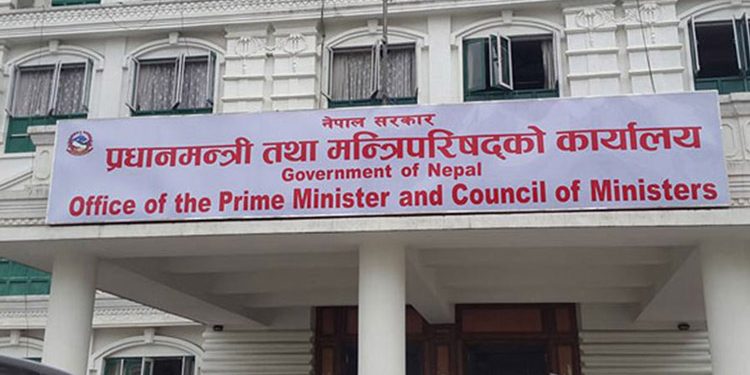 नेपाल सरकार
प्रधानमन्त्री तथा मन्त्रिपरिषद्को कार्यालय
Government of Nepal
Office of the Prime Minister and Council of Ministers